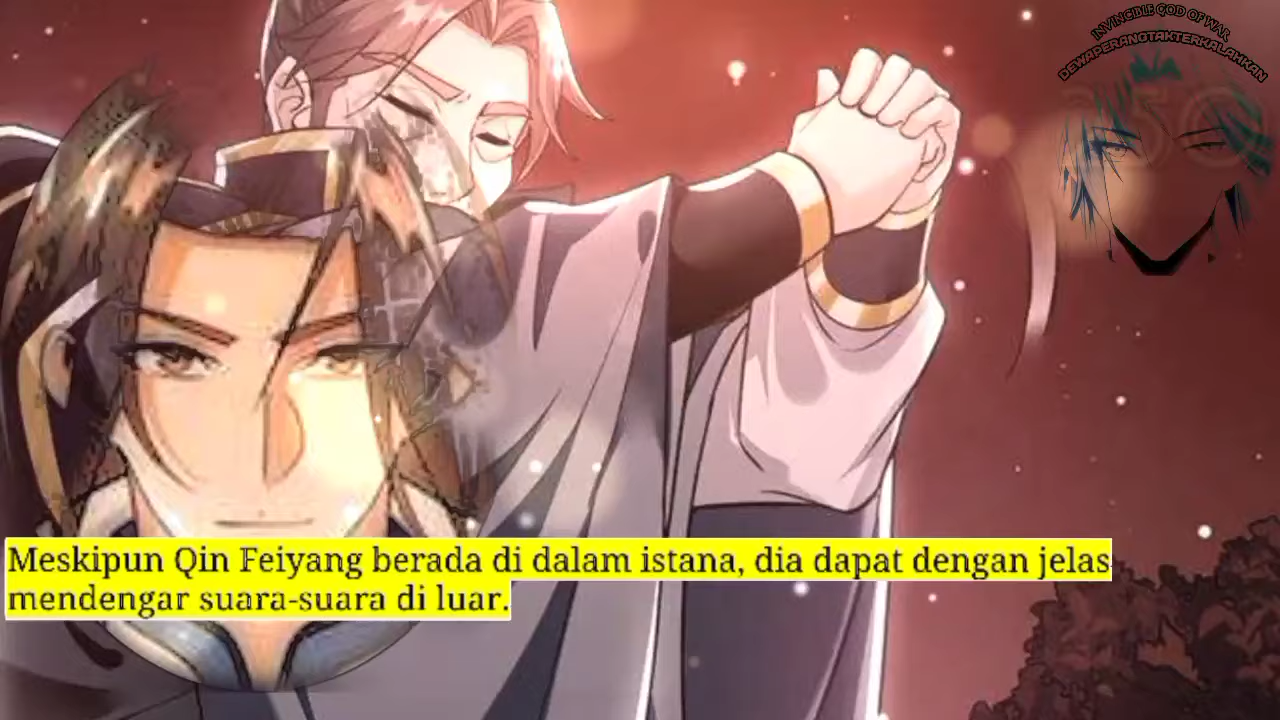 INVINCIBLE GOD OF WAR
DEWAPERANGTAKTERKALAHKAN
Meskipun Qin Feiyang berada di dalam istana, dia dapat dengan jelas
mendengar suara-suara di luar.